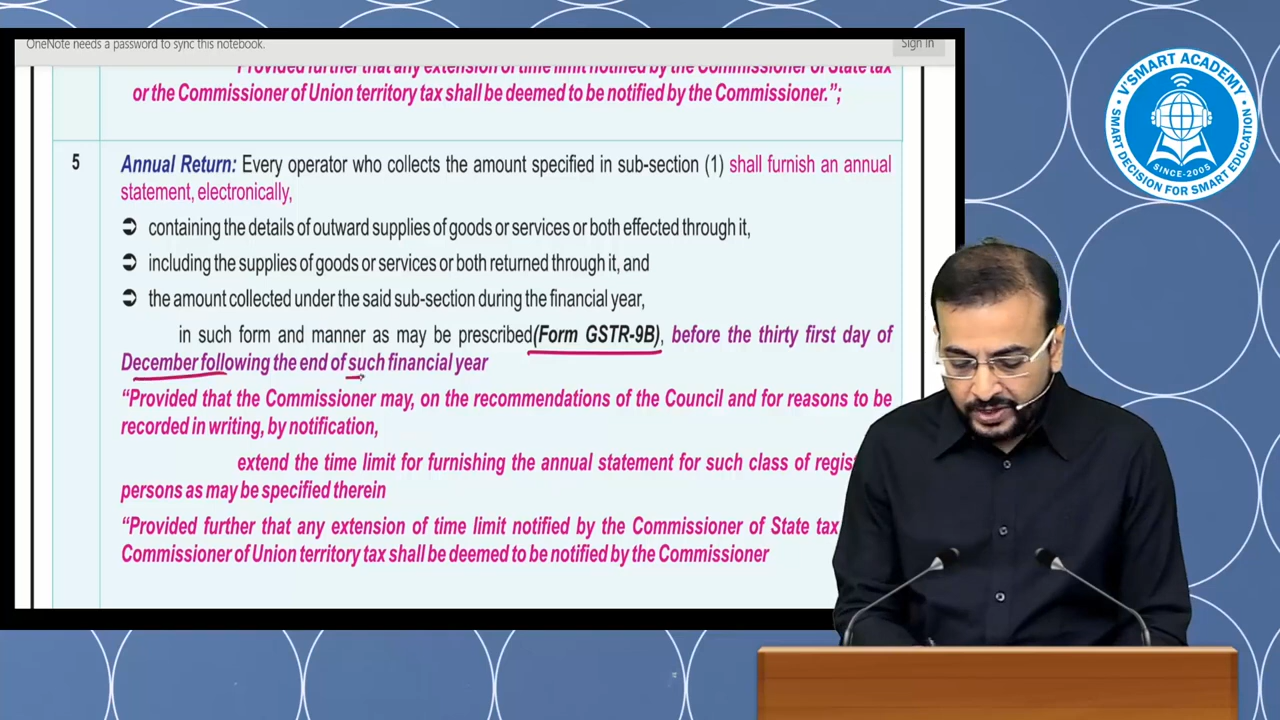 OneNote needs a password to sync this notebook.
Sign in
Provided further that any extension of time limit notified by the Commissioner of State tax
or the Commissioner of Union territory tax shall be deemed to be notified by the Commissioner.”;
5
Annual Return: Every operator who collects the amount specified in sub-section (1) shall furnish an annual
statement, electronically,
➲ containing the details of outward supplies of goods or services or both effected through it,
➲ including the supplies of goods or services or both returned through it, and
➲ the amount collected under the said sub-section during the financial year,
in such form and manner as may be prescribed(Form GSTR-9B), before the thirty first day of
December following the end of such financial year
“Provided that the Commissioner may, on the recommendations of the Council and for reasons to be
recorded in writing, by notification,
extend the time limit for furnishing the annual statement for such class of regis
persons as may be specified therein
“Provided further that any extension of time limit notified by the Commissioner of State tax
Commissioner of Union territory tax shall be deemed to be notified by the Commissioner
V'SMART ACADEMY
SINCE-2005
SMART DECISION FOR SMART EDUCATION